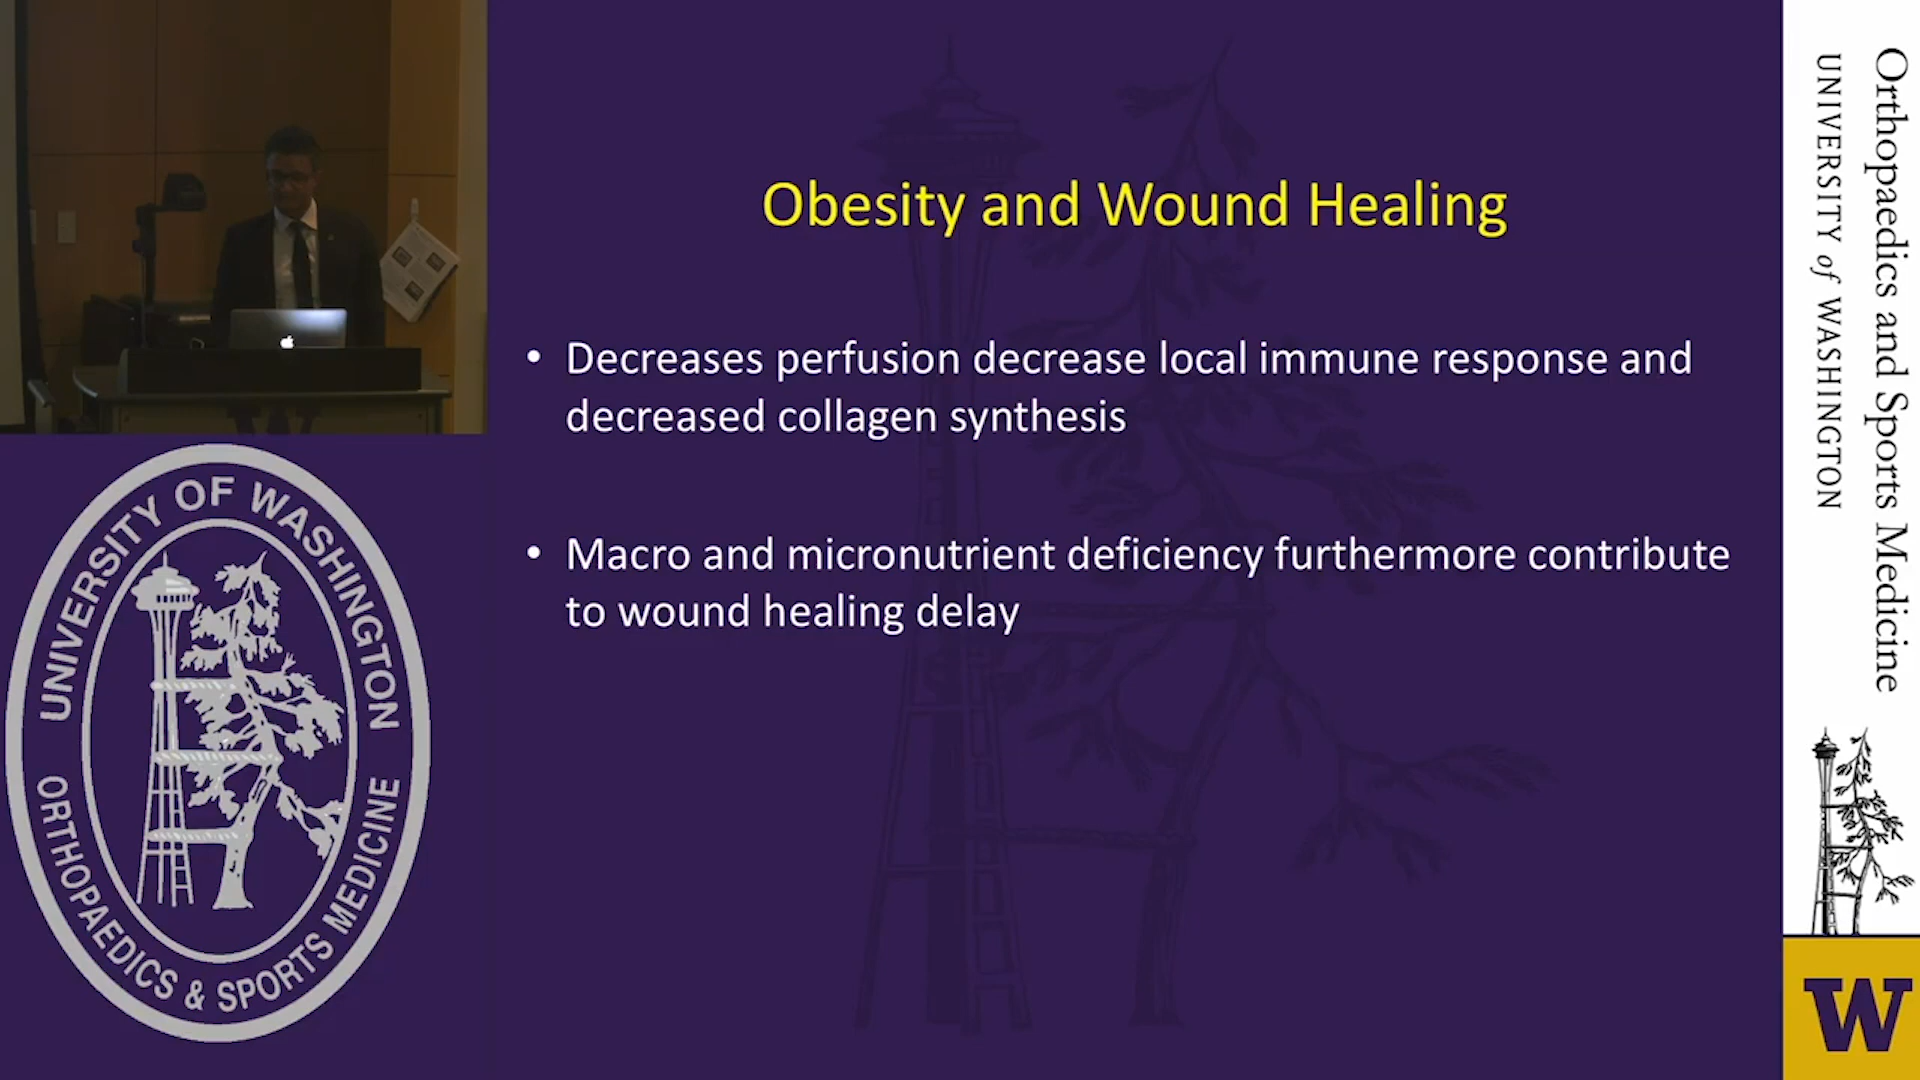 Obesity and Wound Healing
• Decreases perfusion decrease local immune response and
decreased collagen synthesis
• Macro and micronutrient deficiency furthermore contribute
to wound healing delay
UNIVERSITY OF WASHINGTON
ORTHOPAEDICS & SPORTS MEDICINE
Orthopaedics and Sports Medicine
UNIVERSITY of WASHINGTON
W